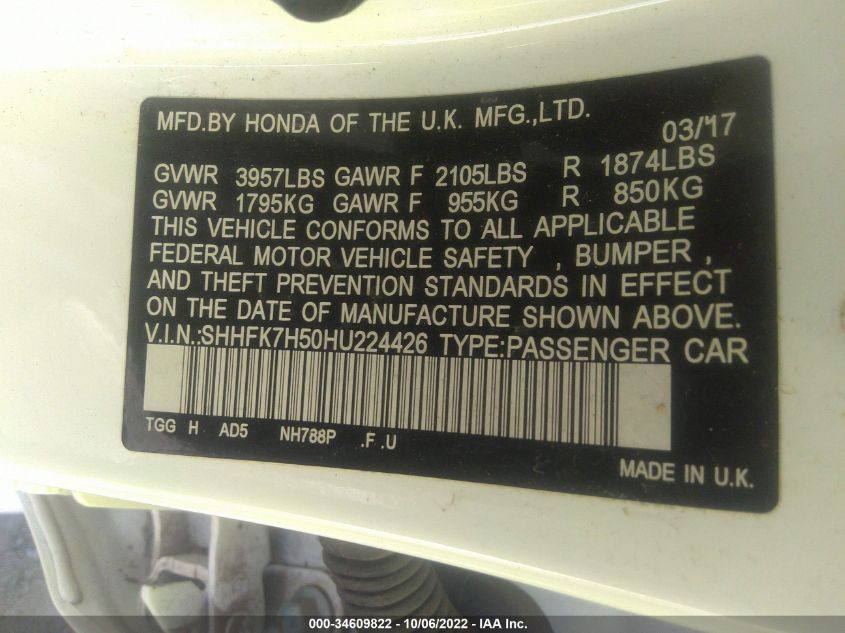 MFD.BY HONDA OF THE U.K. MFG.,LTD.
03/17
GVWR 3957LBS GAWR F 2105LBS R 1874LBS
GVWR 1795KG GAWR F 955KG R 850KG
THIS VEHICLE CONFORMS TO ALL APPLICABLE
FEDERAL MOTOR VEHICLE SAFETY , BUMPER ,
AND THEFT PREVENTION STANDARDS IN EFFECT
ON THE DATE OF MANUFACTURE SHOWN ABOVE.
V.I.N.:SHHFK7H50HU224426 TYPE:PASSENGER CAR
TGG H AD5 NH788P .F .U
MADE IN U.K.
000-34609822 - 10/06/2022 - IAA Inc.